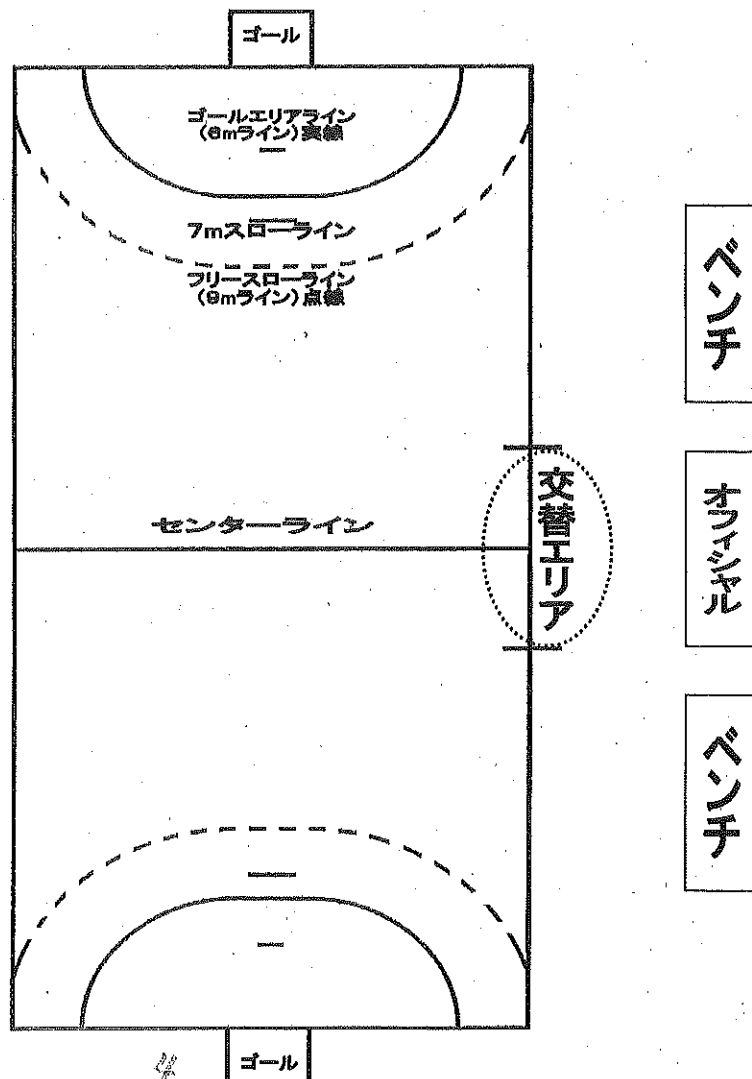 ゴール
ゴールエリアライン
(6mライン)実線
7mスローライン
フリースローライン
(9mライン)点線
ベンチ
交替エリア
センターライン
オフィシャル
ベンチ
ゴール